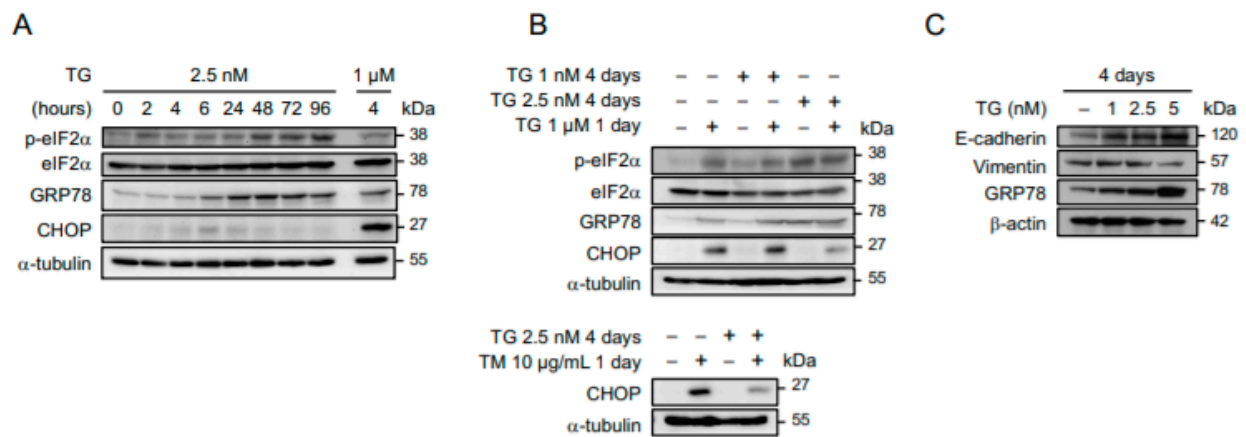 A
TG 2.5 nM 1 µM
(hours) 0 2 4 6 24 48 72 96 4 kDa
p-eIF2α 38
eIF2α 38
GRP78 78
CHOP 27
α-tubulin 55
B
TG 1 nM 4 days – – + + – –
TG 2.5 nM 4 days – – – – + +
TG 1 µM 1 day – + – + – + kDa
p-eIF2α 38
eIF2α 38
GRP78 78
CHOP 27
α-tubulin 55
TG 2.5 nM 4 days – – + +
TM 10 µg/mL 1 day – + – + kDa
CHOP 27
α-tubulin 55
C
4 days
TG (nM) – 1 2.5 5 kDa
E-cadherin 120
Vimentin 57
GRP78 78
β-actin 42